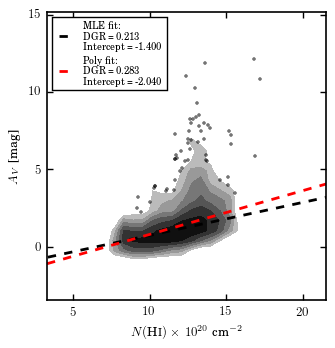 MLE fit:
DGR = 0.213
Intercept = -1.400
Poly fit:
DGR = 0.283
Intercept = -2.040
15
10
5
0
A_V [mag]
5
10
15
20
N(HI) × 10^20 cm^−2